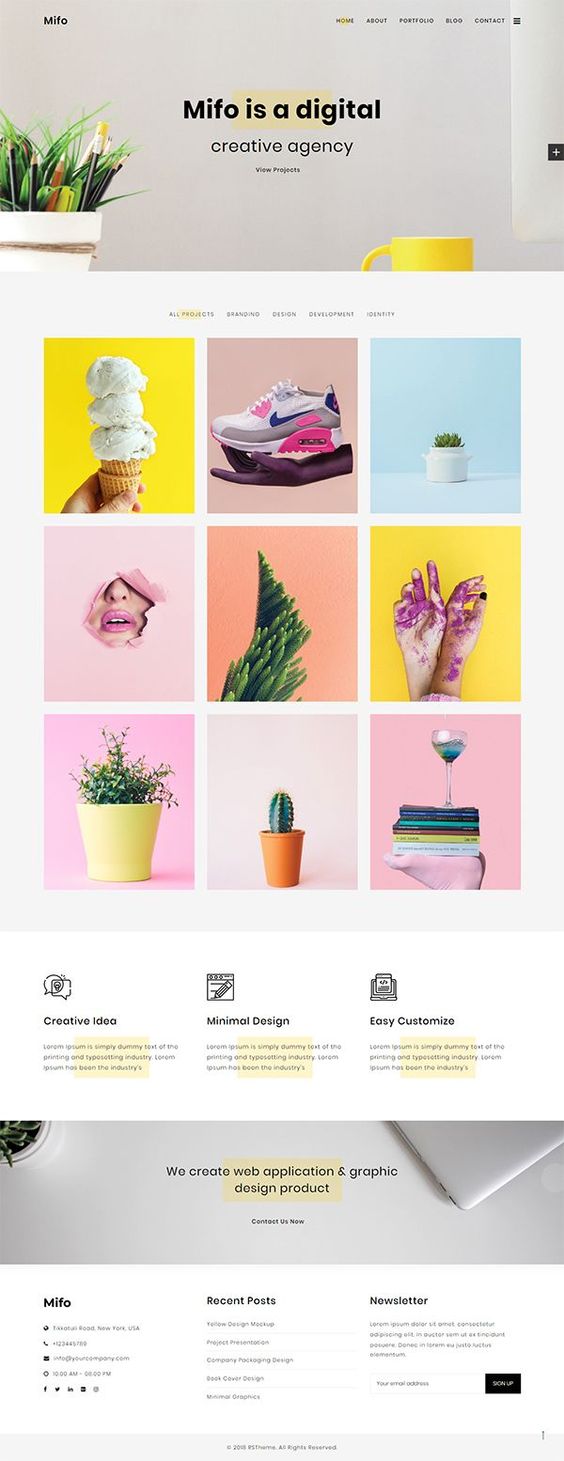 Mifo
HOME ABOUT PORTFOLIO BLOG CONTACT
Mifo is a digital
creative agency
View Projects
ALL PROJECTS BRANDING DESIGN DEVELOPMENT IDENTITY
Creative Idea
Lorem Ipsum is simply dummy text of the
printing and typesetting industry. Lorem
Ipsum has been the industry's
Minimal Design
Lorem Ipsum is simply dummy text of the
printing and typesetting industry. Lorem
Ipsum has been the industry's
Easy Customize
Lorem Ipsum is simply dummy text of the
printing and typesetting industry. Lorem
Ipsum has been the industry's
We create web application & graphic
design product
Contact Us Now
Mifo
Tikkatuli Road, New York, USA
+123445789
info@yourcompany.com
10.00 AM - 08.00 PM
Recent Posts
Yellow Design Mockup
Project Presentation
Company Packaging Design
Book Cover Design
Minimal Graphics
Newsletter
Lorem ipsum dolor sit amet, consectetur
adipiscing elit. In auctor ex id tincidunt
posuere. Donec in lorem eu justo luctus
elementum.
Your email address SIGN UP
© 2018 RSTheme. All Rights Reserved.